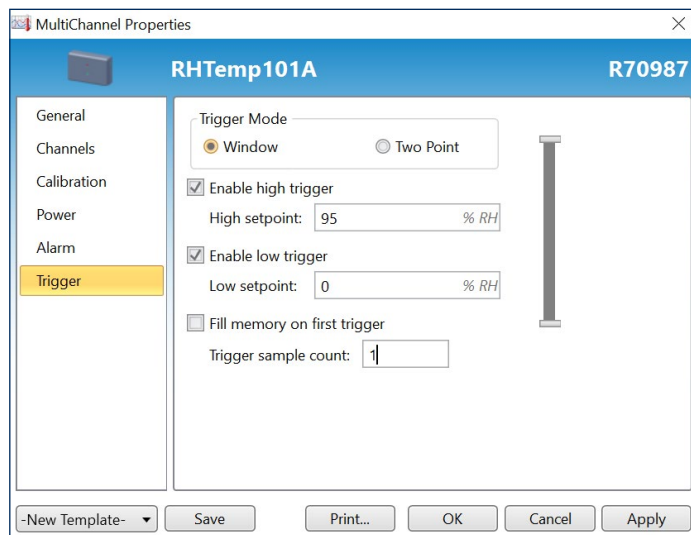 MultiChannel Properties
RHTemp101A R70987
General
Channels
Calibration
Power
Alarm
Trigger
Trigger Mode
Window Two Point
Enable high trigger
High setpoint: 95 % RH
Enable low trigger
Low setpoint: 0 % RH
Fill memory on first trigger
Trigger sample count: 1
-New Template- Save Print... OK Cancel Apply